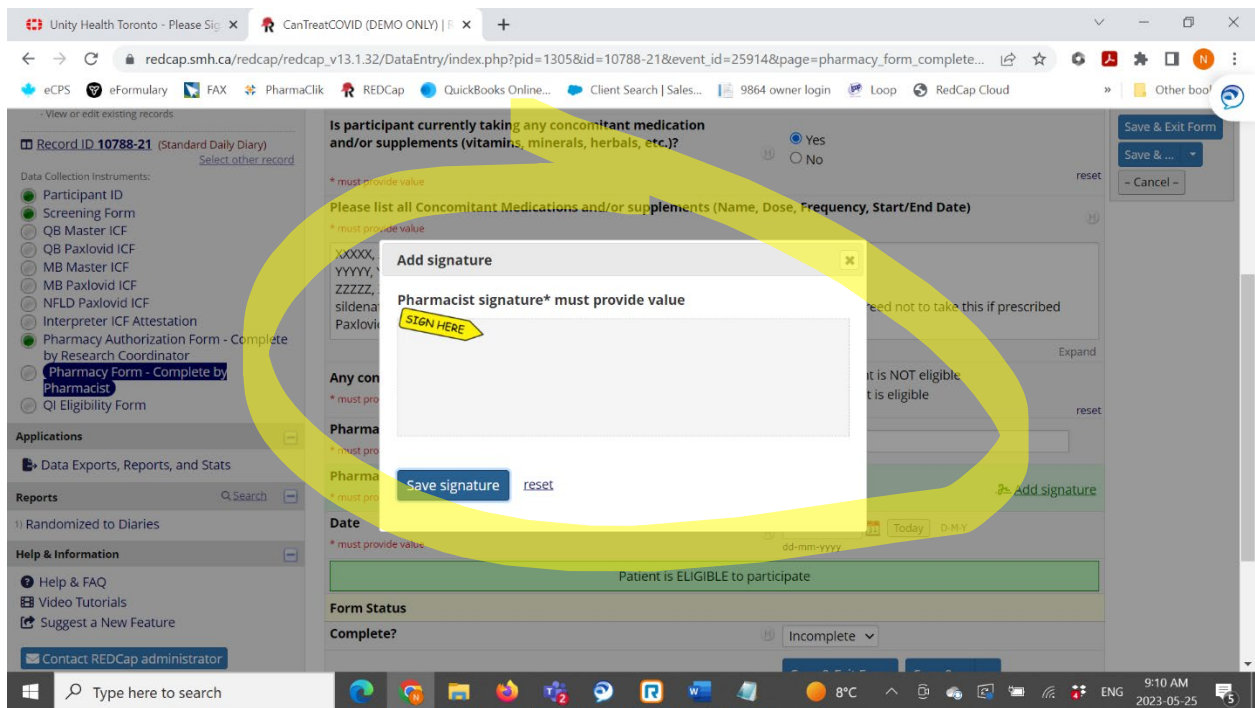 Unity Health Toronto - Please Sig
CanTreatCOVID (DEMO ONLY) | R
redcap.smh.ca/redcap/redcap_v13.1.32/DataEntry/index.php?pid=1305&id=10788-21&event_id=25914&page=pharmacy_form_complete...
N
eCPS eFormulary FAX PharmaClik REDCap QuickBooks Online... Client Search | Sales... 9864 owner login Loop RedCap Cloud » Other boo
- View or edit existing records
Record ID 10788-21 (Standard Daily Diary)
Select other record
Data Collection Instruments:
Participant ID
Screening Form
QB Master ICF
QB Paxlovid ICF
MB Master ICF
MB Paxlovid ICF
NFLD Paxlovid ICF
Interpreter ICF Attestation
Pharmacy Authorization Form - Complete
by Research Coordinator
Pharmacy Form - Complete by
Pharmacist
QI Eligibility Form
Applications
Data Exports, Reports, and Stats
Reports Search
1) Randomized to Diaries
Help & Information
Help & FAQ
Video Tutorials
Suggest a New Feature
Contact REDCap administrator
Is participant currently taking any concomitant medication
and/or supplements (vitamins, minerals, herbals, etc.)?
* must provide value
H
Yes
No
reset
Please list all Concomitant Medications and/or supplements (Name, Dose, Frequency, Start/End Date)
* must provide value
H
XXXXX,
YYYYY,
ZZZZZ,
sildena reed not to take this if prescribed
Paxlovi
Expand
Any con t is NOT eligible
* must pro t is eligible
reset
Pharma
* must pro
Pharma
* must pro
Add signature
Date
* must provide value
H
Today D-M-Y
dd-mm-yyyy
Patient is ELIGIBLE to participate
Form Status
Complete?
H
Incomplete
Add signature
Pharmacist signature* must provide value
SIGN HERE
Save signature reset
Save & Exit Form
Save & ...
- Cancel -
Type here to search
8°C
ENG
9:10 AM
2023-05-25
5